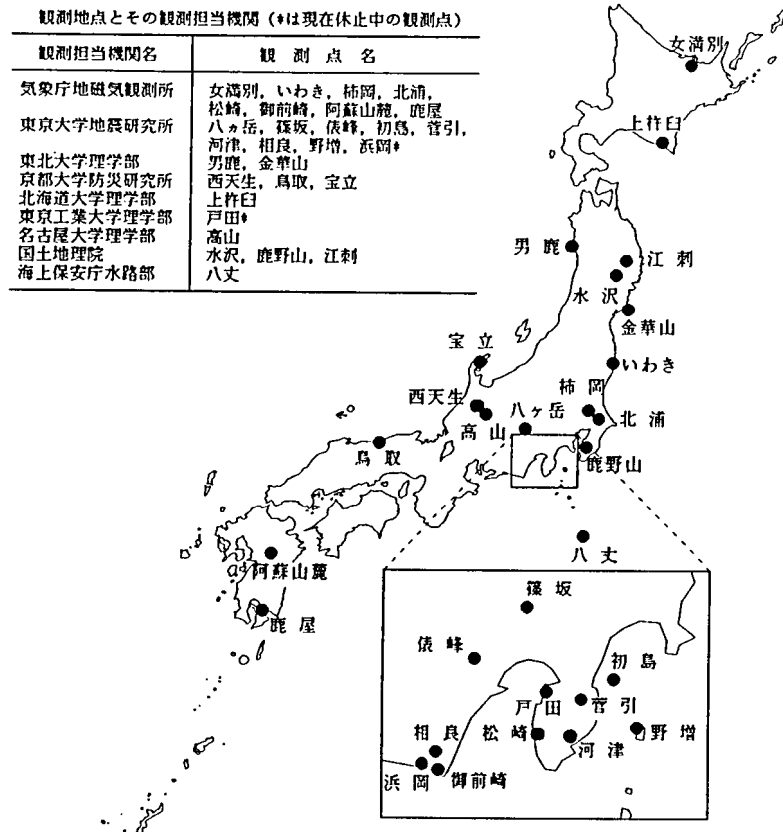 観測地点とその観測担当機関（*は現在休止中の観測点）
観測担当機関名 観測点名
気象庁地磁気観測所 女満別，いわき，柿岡，北浦，
松崎，御前崎，阿蘇山麓，鹿屋
東京大学地震研究所 八ヵ岳，篠坂，俵峰，初島，菅引，
河津，相良，野増，浜岡*
東北大学理学部 男鹿，金華山
京都大学防災研究所 西天生，鳥取，宝立
北海道大学理学部 上杵臼
東京工業大学理学部 戸田*
名古屋大学理学部 高山
国土地理院 水沢，鹿野山，江刺
海上保安庁水路部 八丈
女満別
上杵臼
男鹿
江刺
水沢
金華山
宝立
いわき
西天生
柿岡
八ヶ岳
北浦
高山
鳥取
鹿野山
八丈
阿蘇山麓
鹿屋
篠坂
俵峰
初島
戸田
菅引
相良
松崎
河津
野増
浜岡
御前崎